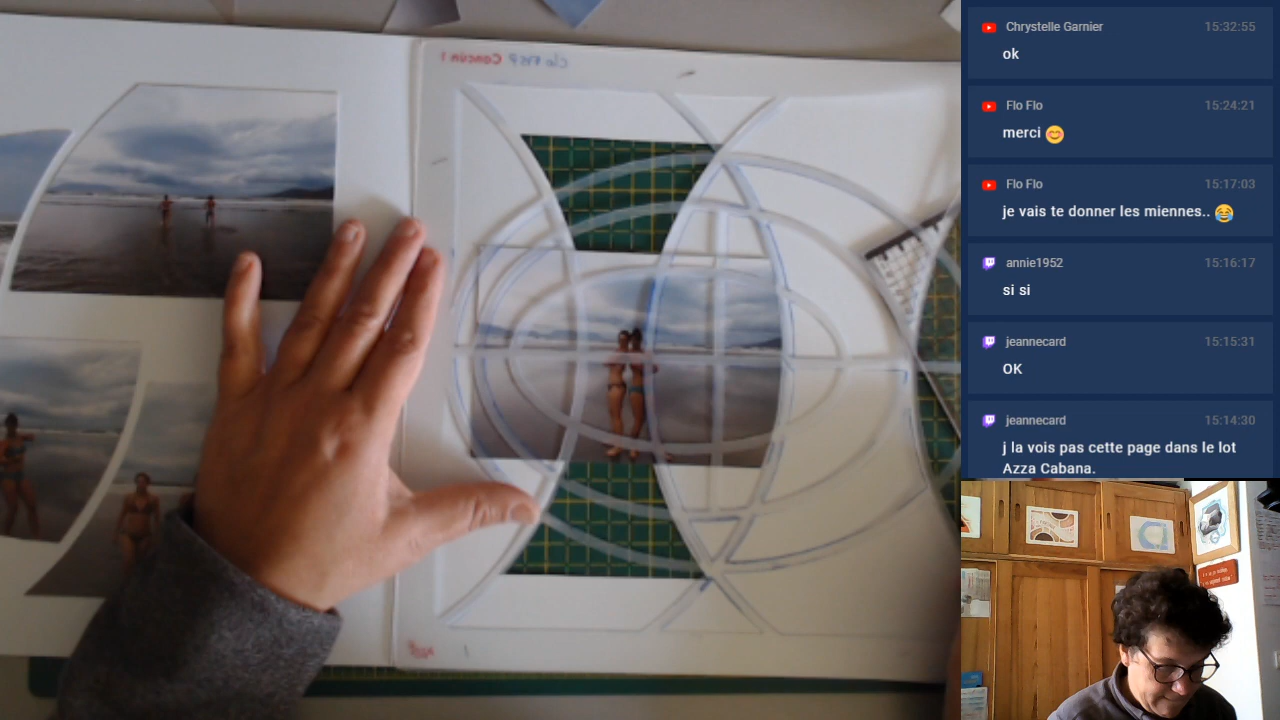 Cancún 1
Chrystelle Garnier 15:32:55
ok
Flo Flo 15:24:21
merci 😊
Flo Flo 15:17:03
je vais te donner les miennes.. 😂
annie1952 15:16:17
si si
jeannecard 15:15:31
OK
jeannecard 15:14:30
j la vois pas cette page dans le lot
Azza Cabana.